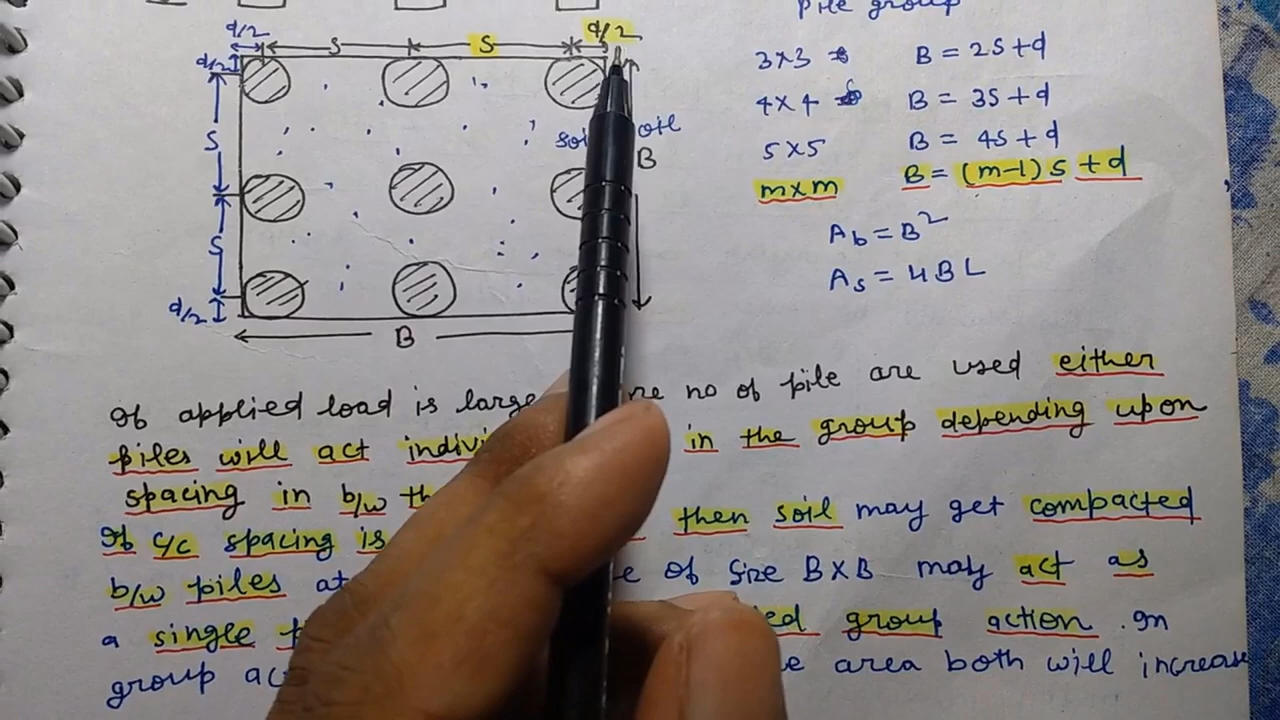 Pile group
d/2 S S d/2
d/2
3×3 B = 2S+d
4×4 B = 3S+d
S
B
5×5 B = 4S+d
m×m B = (m-1)S+d
Ab = B²
S
As = 4BL
d/2
B
If applied load is large no of pile are used either
piles will act in the group depending upon
spacing in b/w
If c/c spacing is then soil may get compacted
b/w piles of size B×B may act as
a single group action. In
group area both will increase